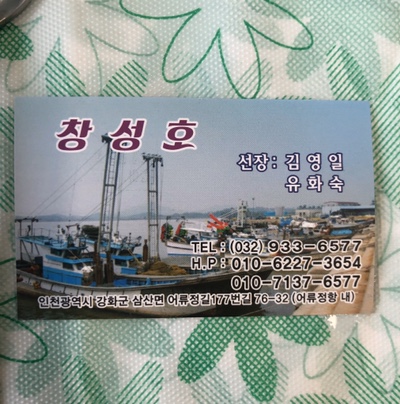 창성호
선장: 김영일
유화숙
TEL: (032) 933-6577
H.P: 010-6227-3654
010-7137-6577
인천광역시 강화군 삼산면 어류정길177번길 76-32 (어류정항 내)